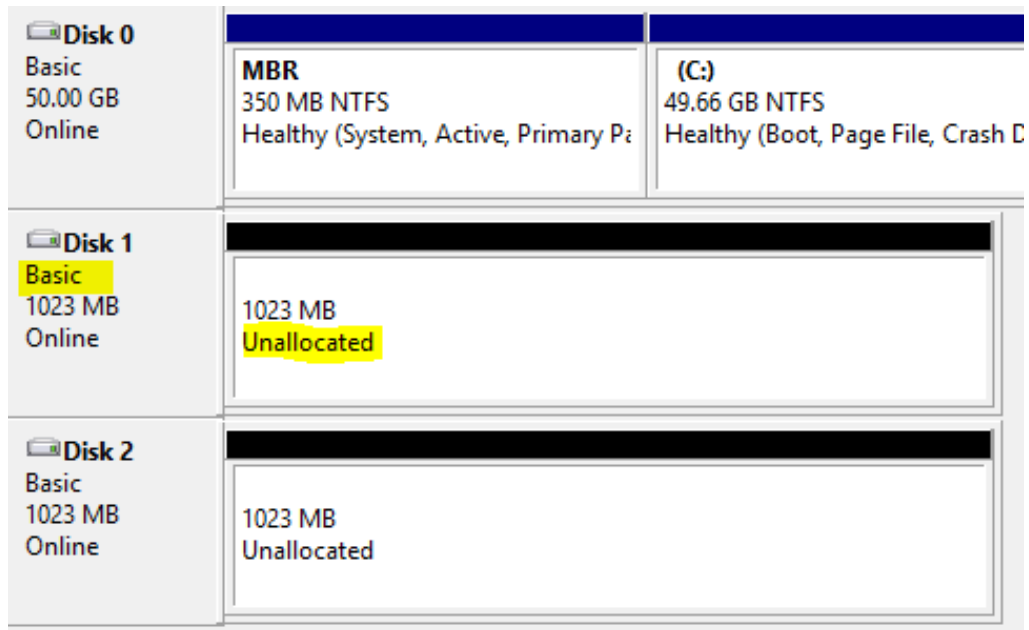 Disk 0
Basic
50.00 GB
Online
MBR
350 MB NTFS
Healthy (System, Active, Primary
(C:)
49.66 GB NTFS
Healthy (Boot, Page File, Crash
Disk 1
Basic
1023 MB
Online
1023 MB
Unallocated
Disk 2
Basic
1023 MB
Online
1023 MB
Unallocated